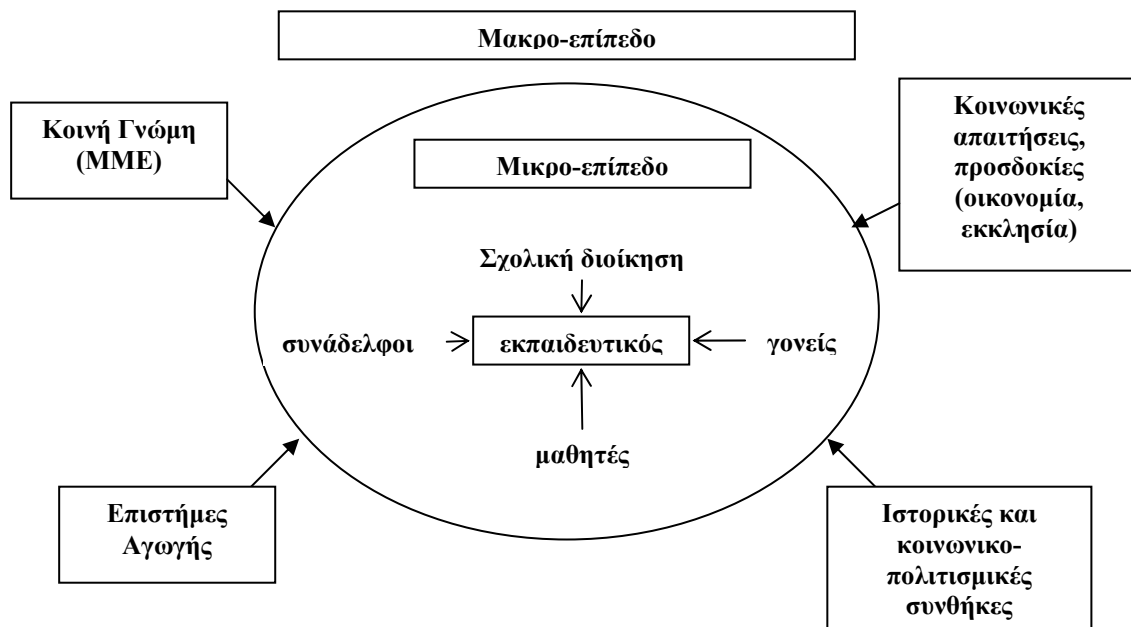 Μακρο-επίπεδο
Κοινή Γνώμη
(ΜΜΕ)
Κοινωνικές
απαιτήσεις,
προσδοκίες
(οικονομία,
εκκλησία)
Μικρο-επίπεδο
Σχολική διοίκηση
συνάδελφοι
εκπαιδευτικός
γονείς
μαθητές
Επιστήμες
Αγωγής
Ιστορικές και
κοινωνικο-
πολιτισμικές
συνθήκες